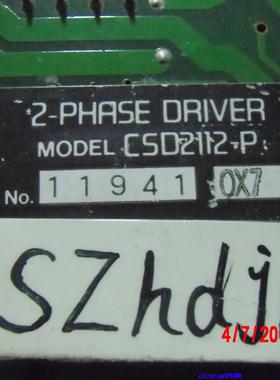 2-PHASE DRIVER
MODEL CSD2112-P
No. 11941 0X7
SZhdj
4/7/20